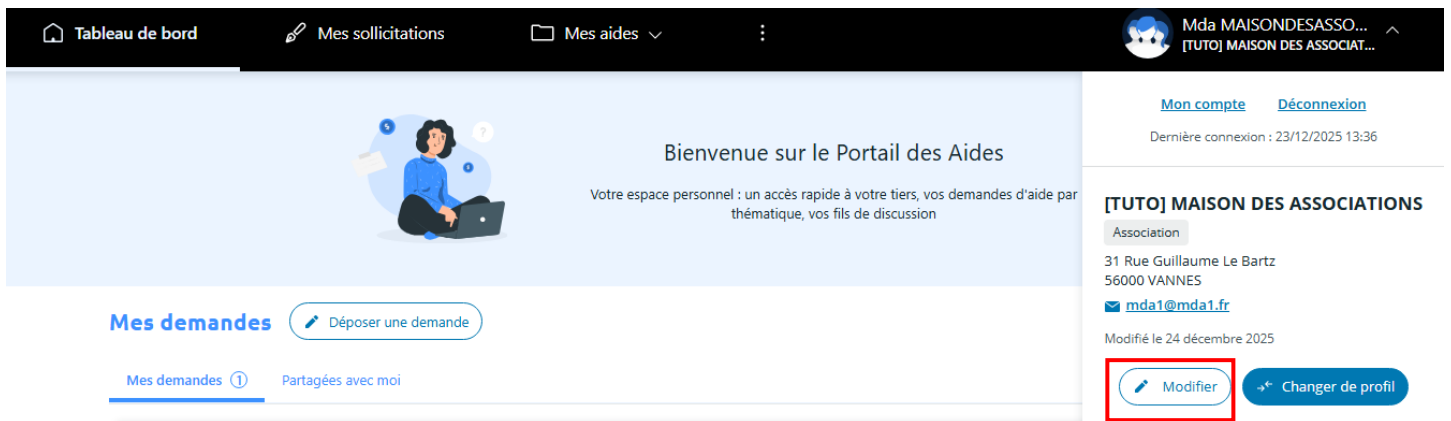 Tableau de bord
Mes sollicitations
Mes aides
Mda MAISONDESASSO...
[TUTO] MAISON DES ASSOCIAT...
Mon compte Déconnexion
Dernière connexion : 23/12/2025 13:36
?
Bienvenue sur le Portail des Aides
Votre espace personnel : un accès rapide à votre tiers, vos demandes d'aide par
thématique, vos fils de discussion
[TUTO] MAISON DES ASSOCIATIONS
Association
31 Rue Guillaume Le Bartz
56000 VANNES
mda1@mda1.fr
Modifié le 24 décembre 2025
Modifier
Changer de profil
Mes demandes
Déposer une demande
Mes demandes 1
Partagées avec moi